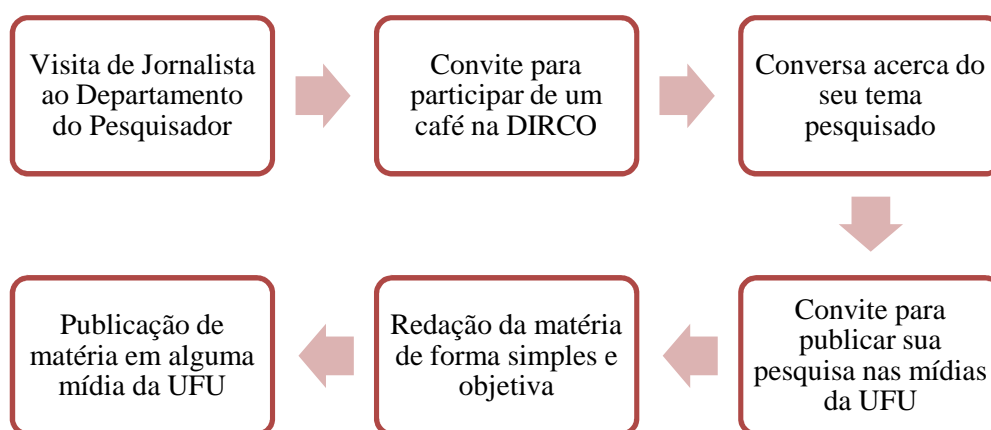 Visita de Jornalista
ao Departamento
do Pesquisador
Convite para
participar de um
café na DIRCO
Conversa acerca do
seu tema
pesquisado
Convite para
publicar sua
pesquisa nas mídias
da UFU
Redação da matéria
de forma simples e
objetiva
Publicação de
matéria em alguma
mídia da UFU